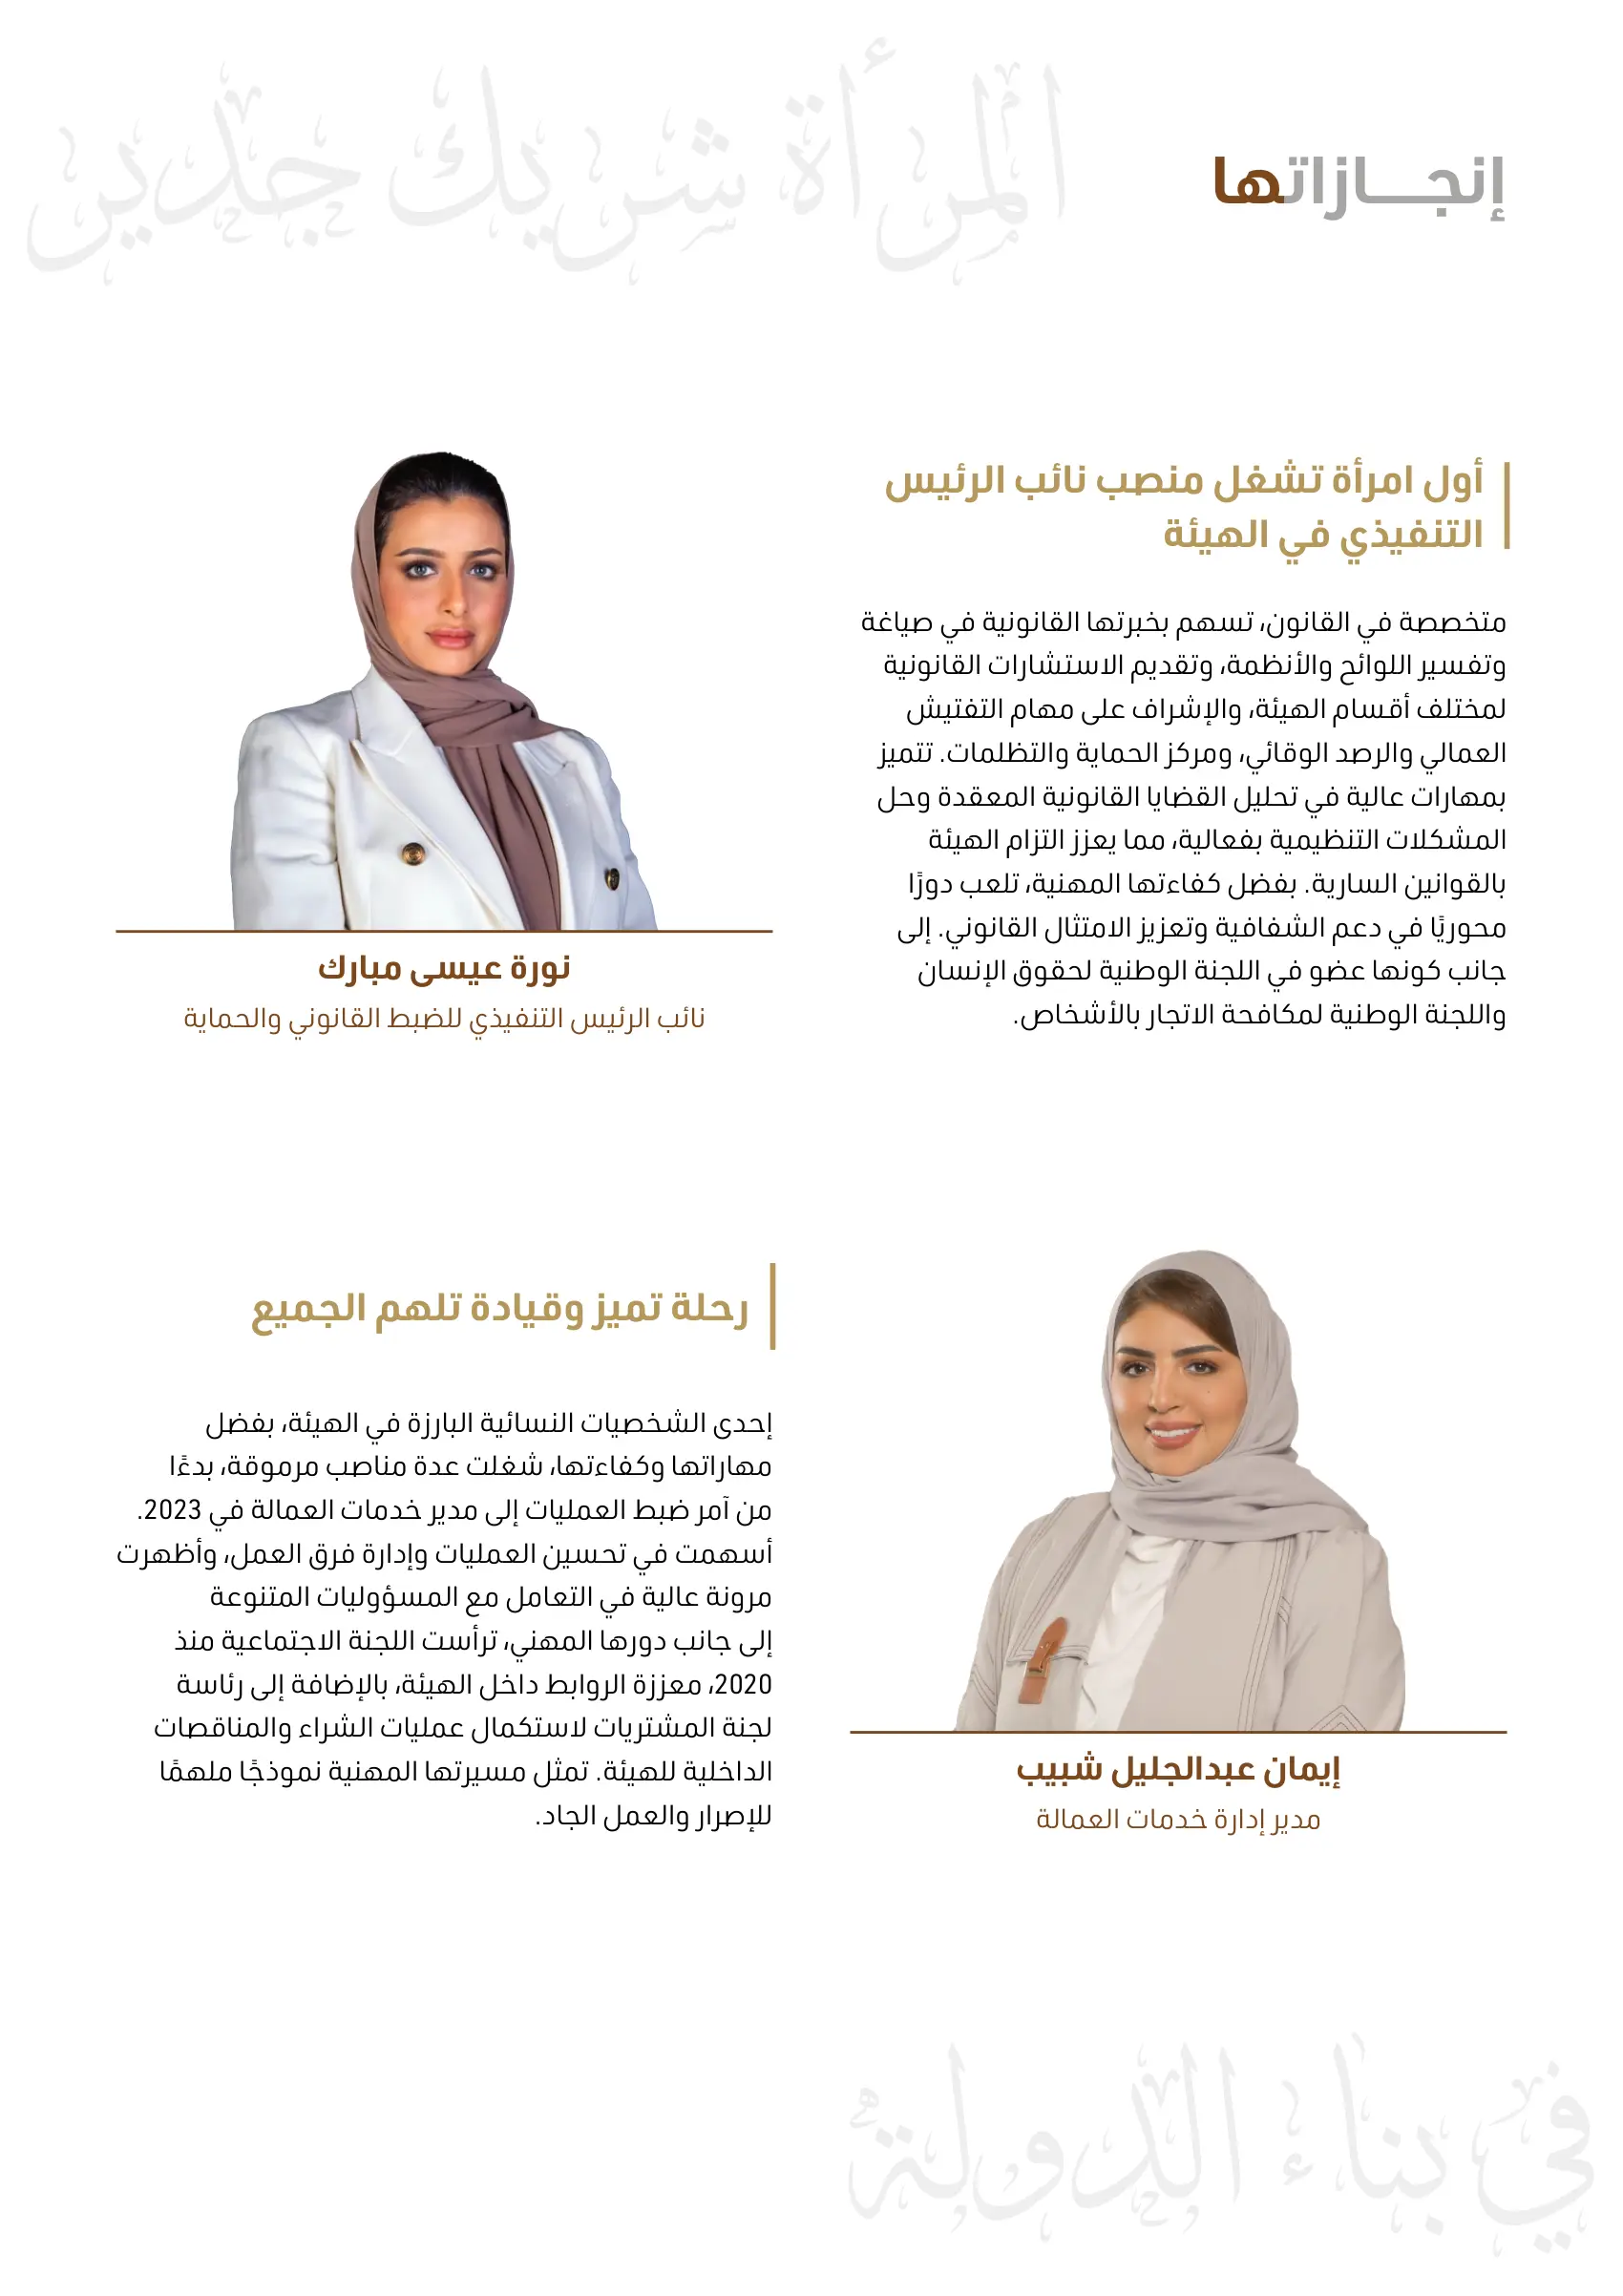 المرأة شريك جدير
إنجـــازاتها
أول امرأة تشغل منصب نائب الرئيس
التنفيذي في الهيئة
متخصصة في القانون، تسهم بخبرتها القانونية في صياغة
وتفسير اللوائح والأنظمة، وتقديم الاستشارات القانونية
لمختلف أقسام الهيئة، والإشراف على مهام التفتيش
العمالي والرصد الوقائي، ومركز الحماية والتظلمات. تتميز
بمهارات عالية في تحليل القضايا القانونية المعقدة وحل
المشكلات التنظيمية بفعالية، مما يعزز التزام الهيئة
بالقوانين السارية. بفضل كفاءتها المهنية، تلعب دورًا
محوريًا في دعم الشفافية وتعزيز الامتثال القانوني. إلى
جانب كونها عضو في اللجنة الوطنية لحقوق الإنسان
واللجنة الوطنية لمكافحة الاتجار بالأشخاص.
نورة عيسى مبارك
نائب الرئيس التنفيذي للضبط القانوني والحماية
رحلة تميز وقيادة تلهم الجميع
إحدى الشخصيات النسائية البارزة في الهيئة، بفضل
مهاراتها وكفاءتها، شغلت عدة مناصب مرموقة، بدءًا
من آمر ضبط العمليات إلى مدير خدمات العمالة في 2023.
أسهمت في تحسين العمليات وإدارة فرق العمل، وأظهرت
مرونة عالية في التعامل مع المسؤوليات المتنوعة
إلى جانب دورها المهني، ترأست اللجنة الاجتماعية منذ
2020، معززة الروابط داخل الهيئة، بالإضافة إلى رئاسة
لجنة المشتريات لاستكمال عمليات الشراء والمناقصات
الداخلية للهيئة. تمثل مسيرتها المهنية نموذجًا ملهمًا
للإصرار والعمل الجاد.
إيمان عبدالجليل شبيب
مدير إدارة خدمات العمالة
في بناء الدولة